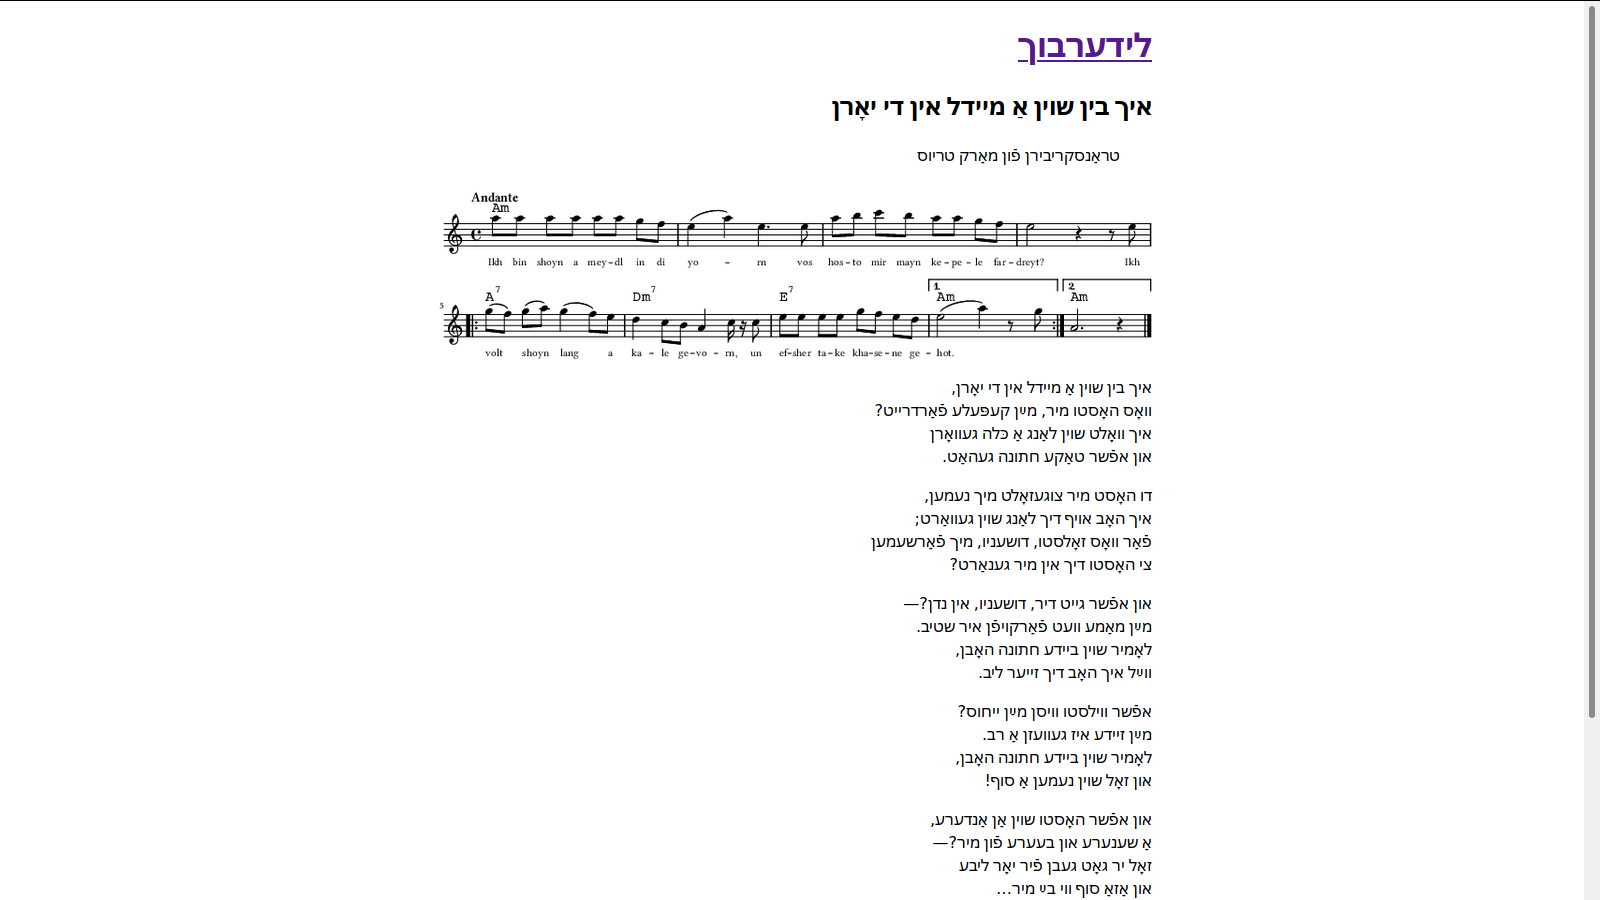 לידערבוך
איך בין שוין אַ מיידל אין די יאָרן
טראַנסקריבירן פֿון מאַרק טריוס
Andante
Am
Ikh bin shoyn a mey-dl in di yo - rn vos hos-to mir mayn ke-pe-le far-dreyt? Ikh
5
A7 Dm7 E7 1. Am 2. Am
volt shoyn lang a ka-le ge-vo-rn, un ef-sher ta-ke kha-se-ne ge-hot.
איך בין שוין אַ מיידל אין די יאָרן,
וואָס האָסטו מיר, מײַן קעפּעלע פֿאַרדרייט?
איך וואָלט שוין לאַנג אַ כּלה געוואָרן
און אפֿשר טאַקע חתונה געהאַט.
דו האָסט מיר צוגעזאָלט מיך נעמען,
איך האָב אויף דיך לאַנג שוין געוואַרט;
פֿאַר וואָס זאָלסטו, דושעניו, מיך פֿאַרשעמען
צי האָסטו דיך אין מיר גענאַרט?
און אפֿשר גייט דיר, דושעניו, אין נדן?—
מײַן מאַמע וועט פֿאַרקויפֿן איר שטיב.
לאָמיר שוין ביידע חתונה האָבן,
ווײַל איך האָב דיך זייער ליב.
אפֿשר ווילסטו וויסן מײַן ייחוס?
מײַן זיידע איז געוועזן אַ רב.
לאָמיר שוין ביידע חתונה האָבן,
און זאָל שוין נעמען אַ סוף!
און אפֿשר האָסטו שוין אַן אַנדערע,
אַ שענערע און בעערע פֿון מיר?—
זאָל יר גאָט געבן פֿיר יאָר ליבע
און אַזאַ סוף ווי בײַ מיר…